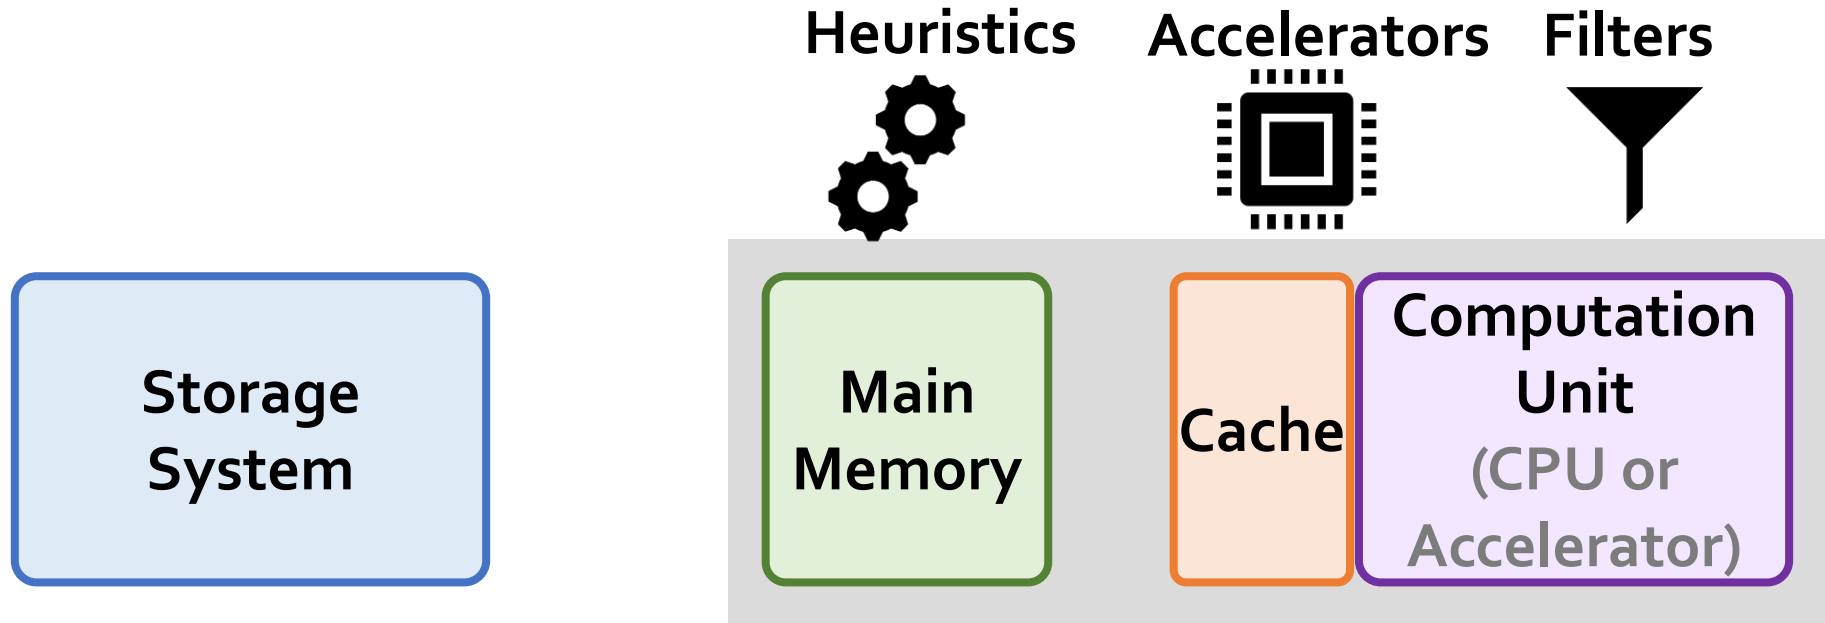 Heuristics
Accelerators
Filters
Storage
System
Main
Memory
Cache
Computation
Unit
(CPU or
Accelerator)